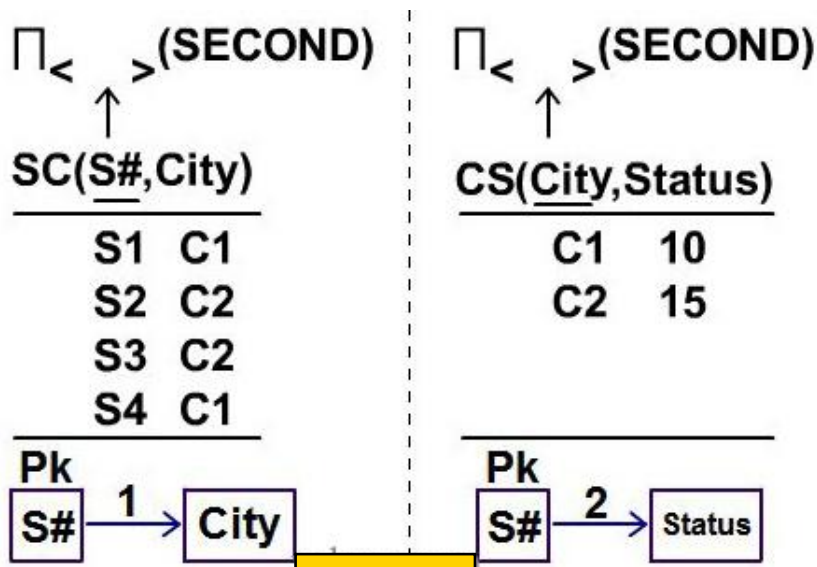 ∏< >(SECOND)
SC(S#,City)
S1 C1
S2 C2
S3 C2
S4 C1
Pk
S# 1 City
∏< >(SECOND)
CS(City,Status)
C1 10
C2 15
Pk
S# 2 Status